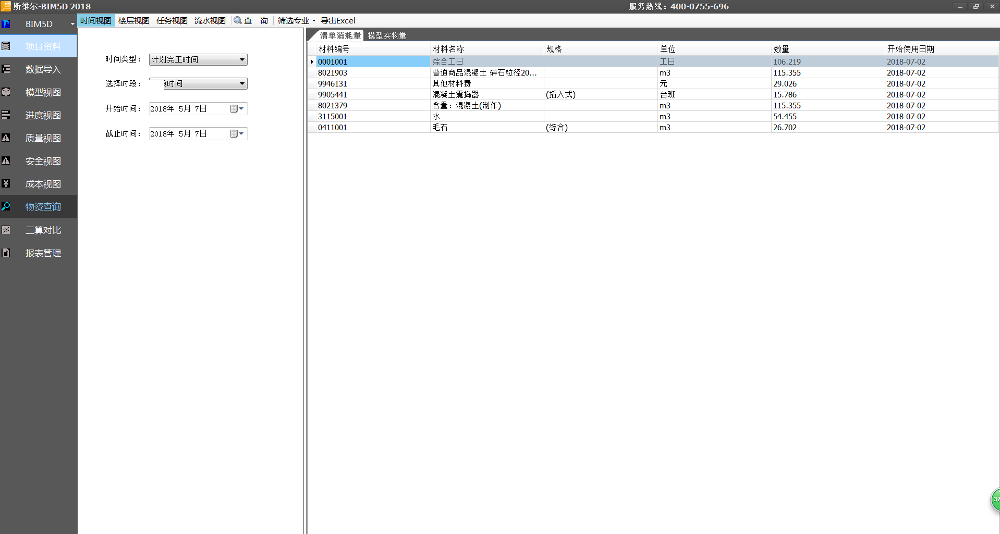 斯维尔-BIM5D 2018 服务热线：400-0755-696
BIM5D 时间视图 楼层视图 任务视图 流水视图 查 询 筛选专业 导出Excel
项目资料
数据导入
模型视图
进度视图
质量视图
安全视图
成本视图
物资查询
三算对比
报表管理
时间类型： 计划完工时间
选择时段： 时间
开始时间： 2018年 5月 7日
截止时间： 2018年 5月 7日
清单消耗量 模型实物量
材料编号 材料名称 规格 单位 数量 开始使用日期
0001001 综合工日 工日 106.219 2018-07-02
8021903 普通商品混凝土 碎石粒径20... m3 115.355 2018-07-02
9946131 其他材料费 元 29.026 2018-07-02
9905441 混凝土震捣器 (插入式) 台班 15.786 2018-07-02
8021379 含量：混凝土(制作) m3 115.355 2018-07-02
3115001 水 m3 54.455 2018-07-02
0411001 毛石 (综合) m3 26.702 2018-07-02
37